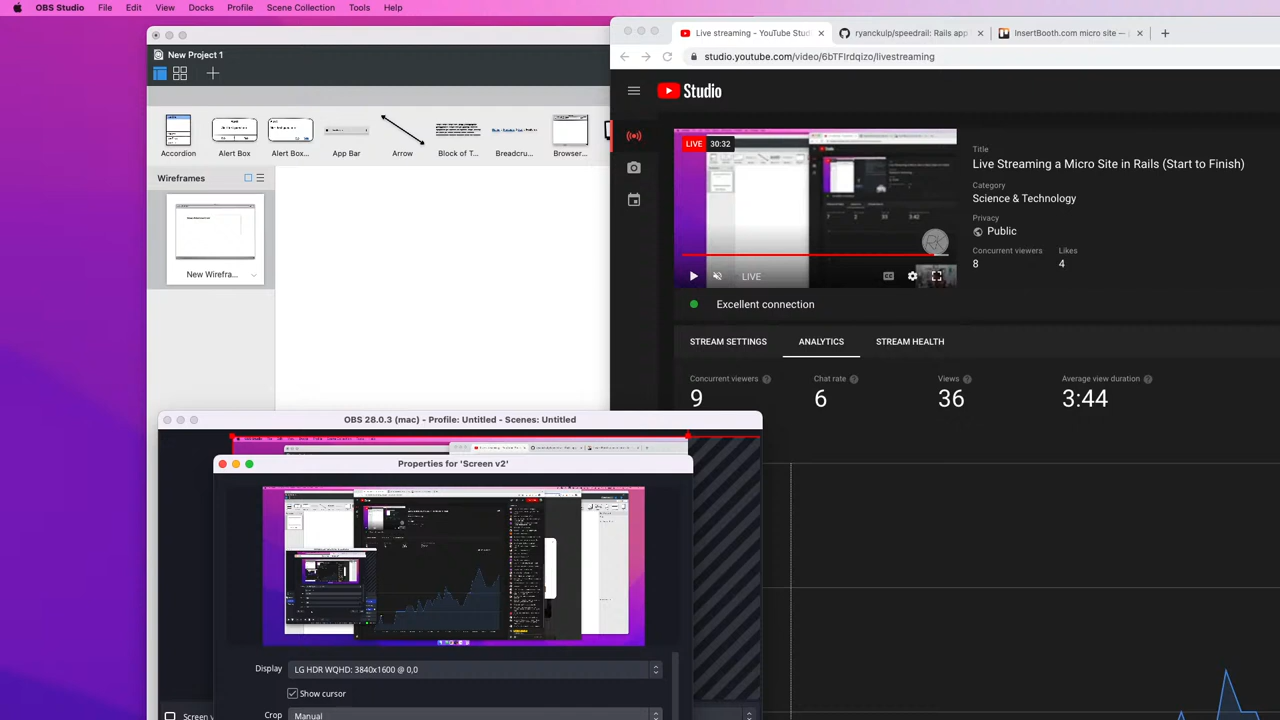 OBS Studio File Edit View Docks Profile Scene Collection Tools Help
New Project 1
Accordion Alert Box Alert Box... App Bar Arrow Block of T... Breadcru... Browser...
Wireframes
New Wirefra...
Live streaming - YouTube Stud
ryanckulp/speedrail: Rails app
InsertBooth.com micro site —
studio.youtube.com/video/6bTFIrdqizo/livestreaming
Studio
LIVE 30:32
LIVE
Title
Live Streaming a Micro Site in Rails (Start to Finish)
Category
Science & Technology
Privacy
Public
Concurrent viewers Likes
8 4
Excellent connection
STREAM SETTINGS ANALYTICS STREAM HEALTH
Concurrent viewers Chat rate Views Average view duration
9 6 36 3:44
OBS 28.0.3 (mac) - Profile: Untitled - Scenes: Untitled
Properties for 'Screen v2'
Display LG HDR WQHD: 3840x1600 @ 0,0
Show cursor
Crop Manual
Screen v